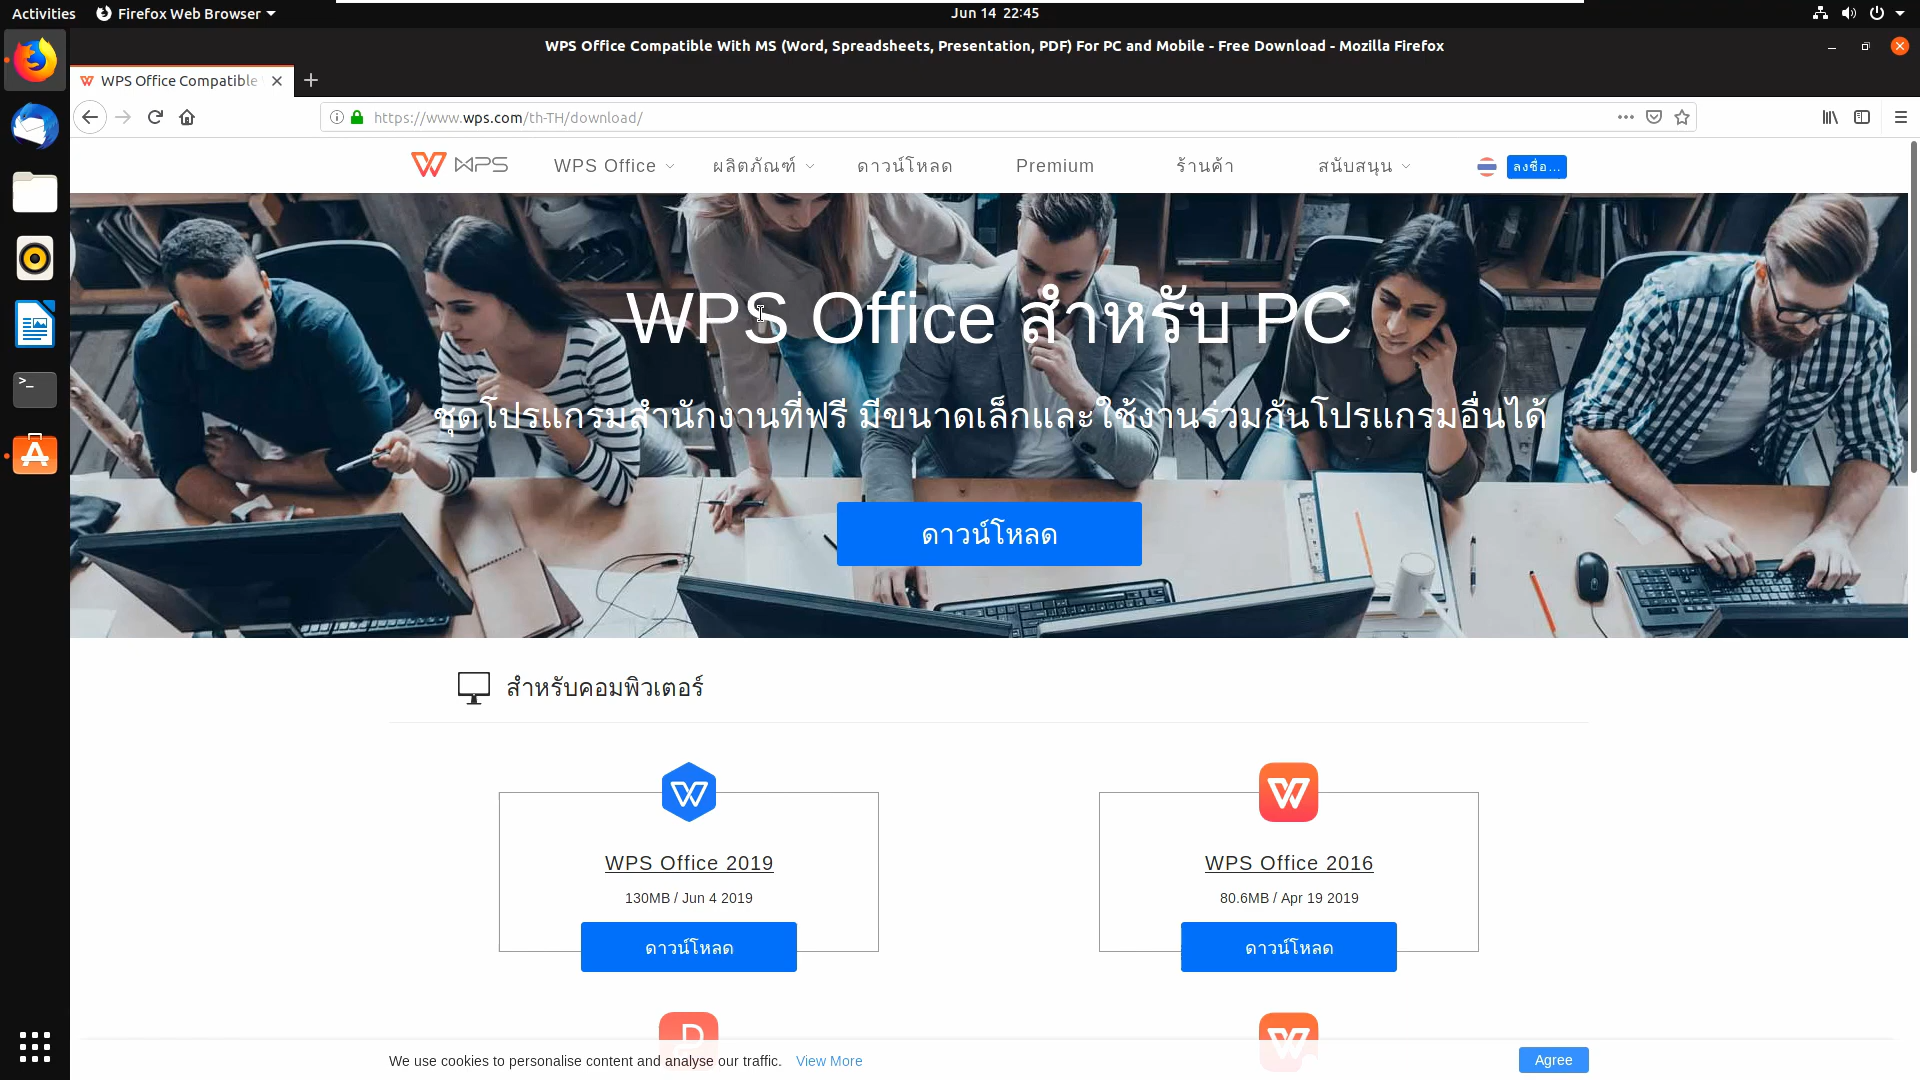 Activities Firefox Web Browser Jun 14 22:45
WPS Office Compatible With MS (Word, Spreadsheets, Presentation, PDF) For PC and Mobile - Free Download - Mozilla Firefox
WPS Office Compatible
https://www.wps.com/th-TH/download/
WPS WPS Office ผลิตภัณฑ์ ดาวน์โหลด Premium ร้านค้า สนับสนุน ลงชื่อ...
WPS Office สำหรับ PC
ชุดโปรแกรมสำนักงานที่ฟรี มีขนาดเล็กและใช้งานร่วมกันโปรแกรมอื่นได้
ดาวน์โหลด
สำหรับคอมพิวเตอร์
WPS Office 2019 WPS Office 2016
130MB / Jun 4 2019 80.6MB / Apr 19 2019
ดาวน์โหลด ดาวน์โหลด
We use cookies to personalise content and analyse our traffic. View More Agree